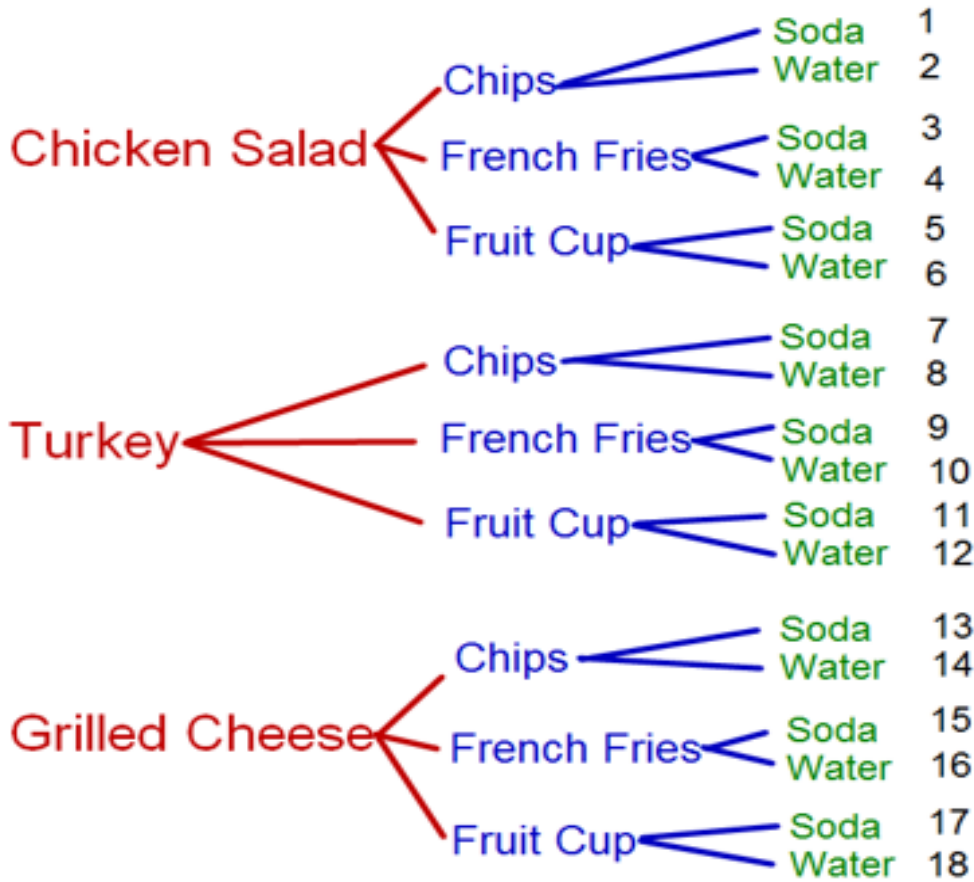 Soda 1
Chips Water 2
Chicken Salad French Fries Soda 3
Water 4
Fruit Cup Soda 5
Water 6
Chips Soda 7
Water 8
Turkey French Fries Soda 9
Water 10
Fruit Cup Soda 11
Water 12
Chips Soda 13
Water 14
Grilled Cheese French Fries Soda 15
Water 16
Fruit Cup Soda 17
Water 18